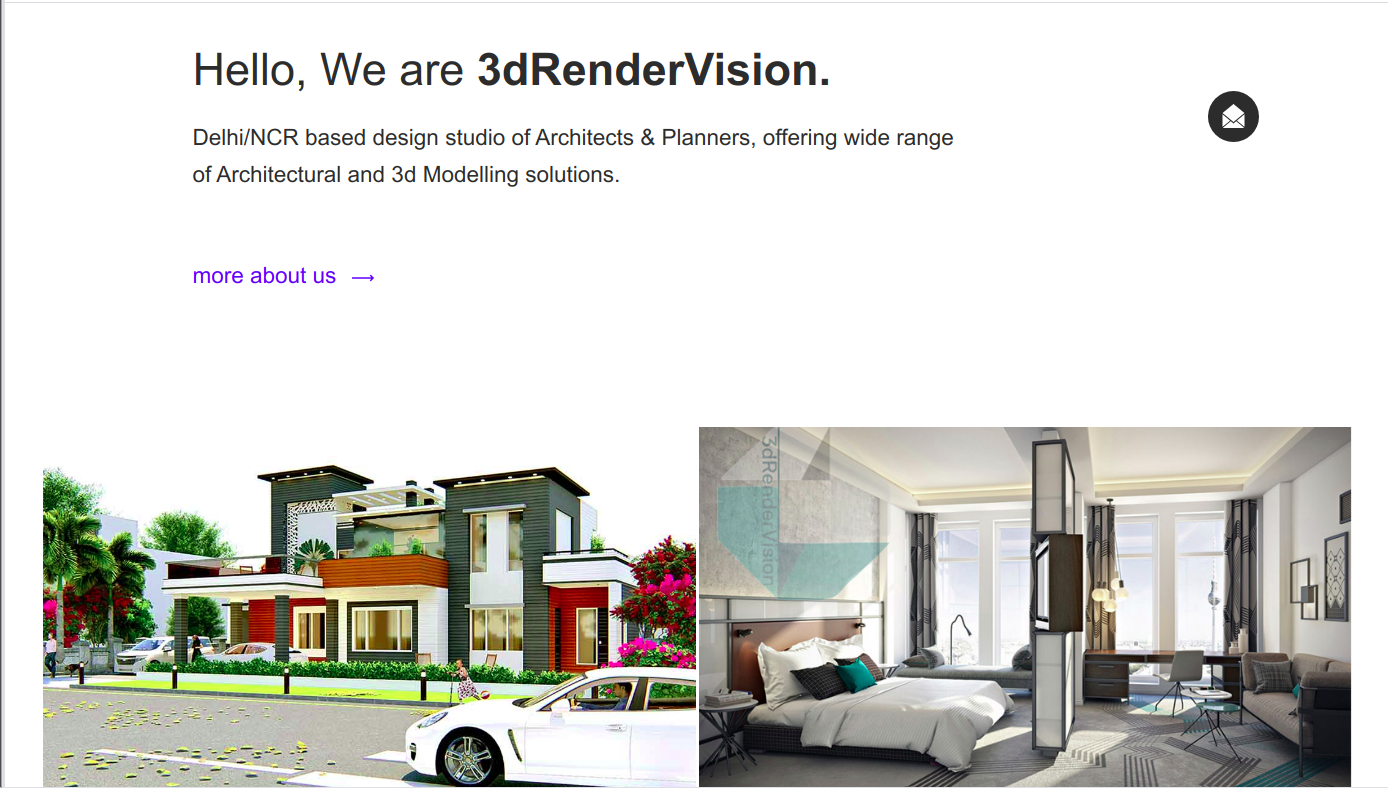 Hello, We are 3dRenderVision.
Delhi/NCR based design studio of Architects & Planners, offering wide range
of Architectural and 3d Modelling solutions.
more about us →
3dRenderVision